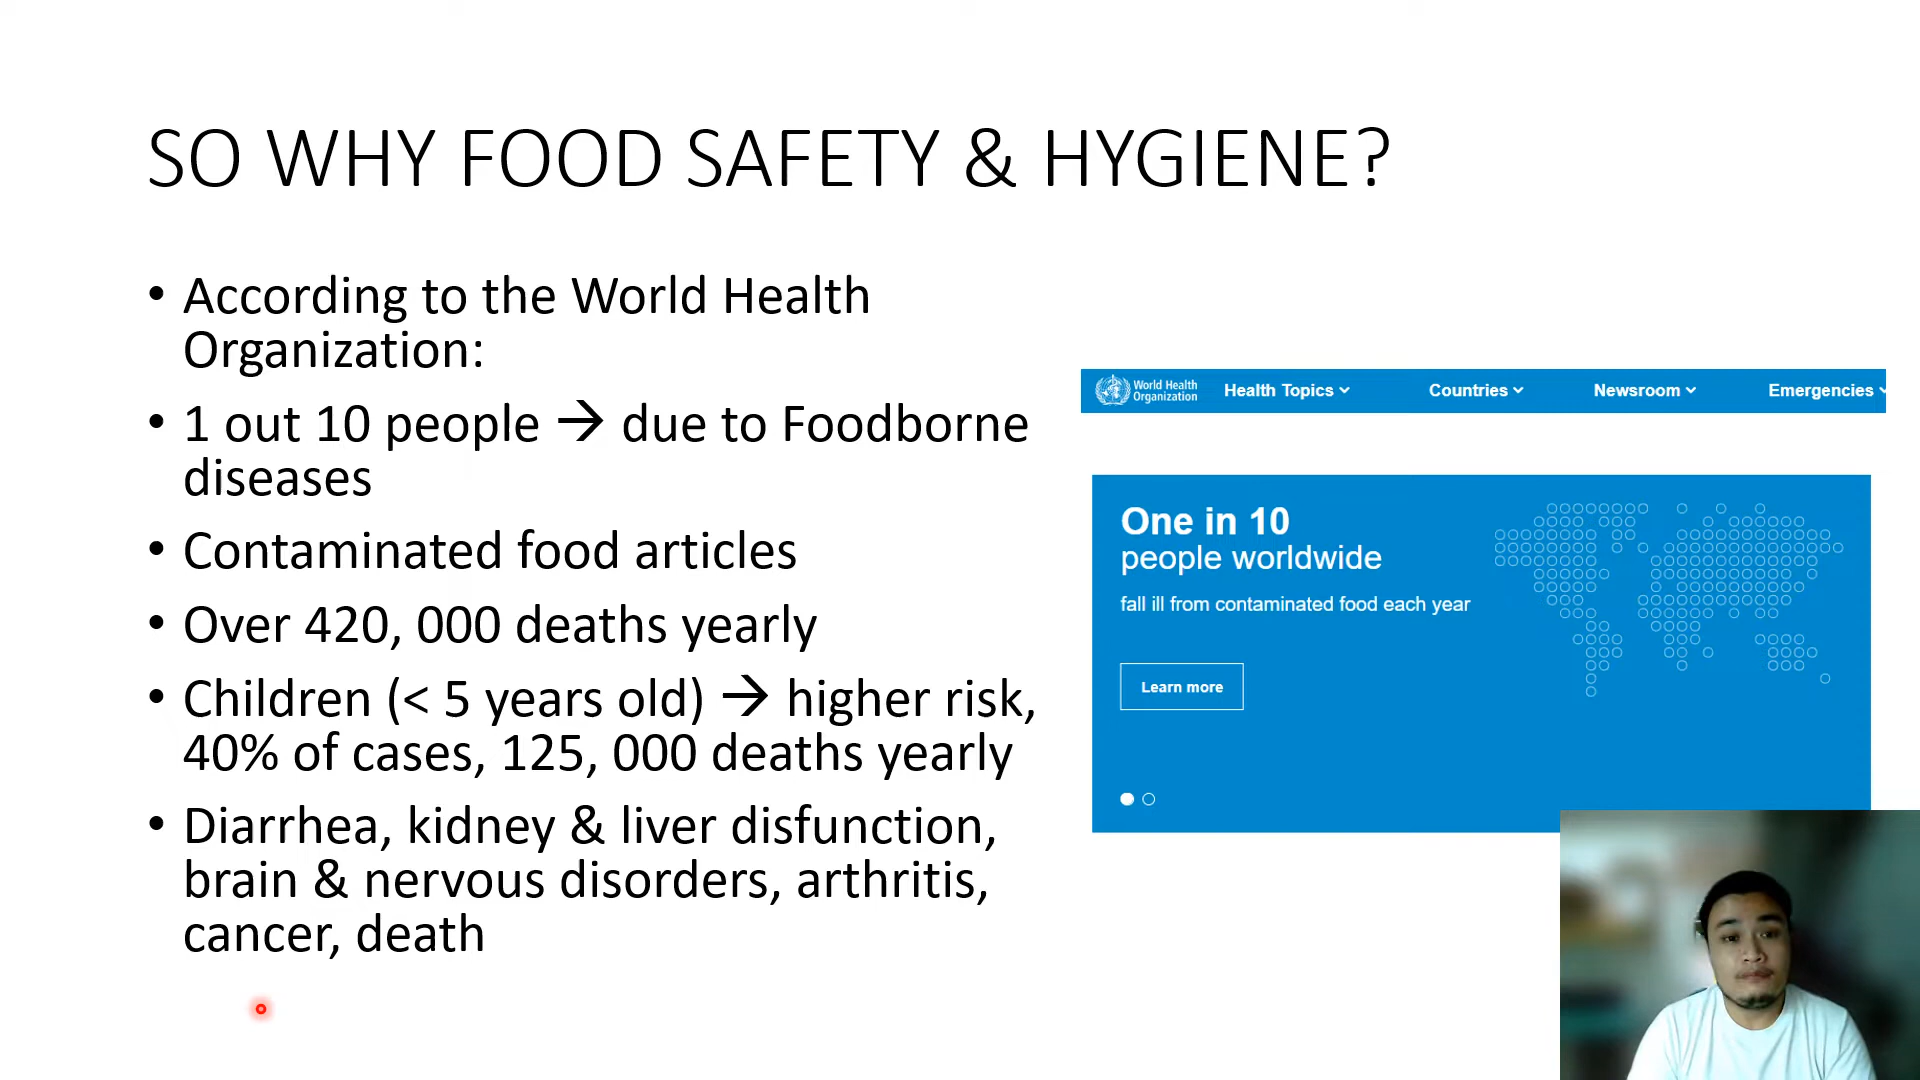 SO WHY FOOD SAFETY & HYGIENE?
• According to the World Health
Organization:
• 1 out 10 people → due to Foodborne
diseases
• Contaminated food articles
• Over 420, 000 deaths yearly
• Children (< 5 years old) → higher risk,
40% of cases, 125, 000 deaths yearly
• Diarrhea, kidney & liver disfunction,
brain & nervous disorders, arthritis,
cancer, death
World Health
Organization
Health Topics
Countries
Newsroom
Emergencies
One in 10
people worldwide
fall ill from contaminated food each year
Learn more